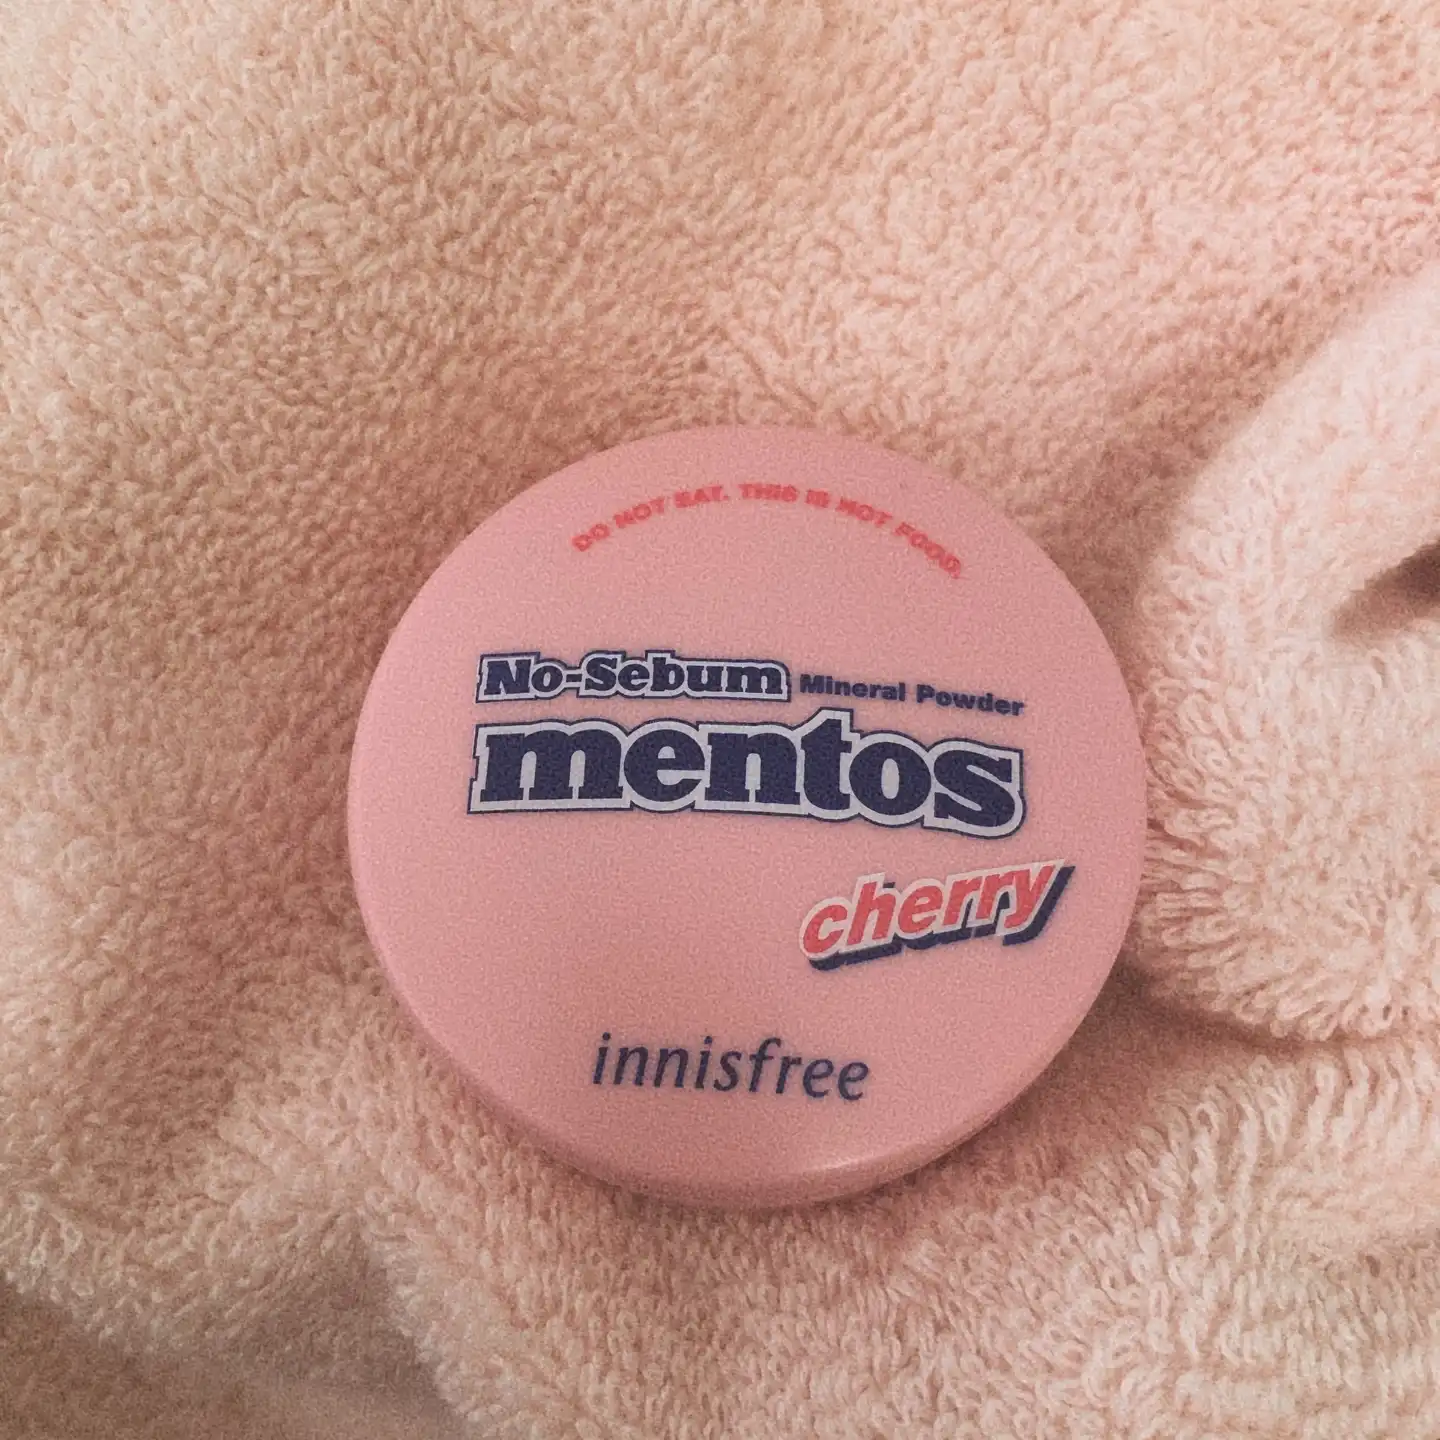 DO NOT EAT. THIS IS NOT FOOD.
No-Sebum Mineral Powder
mentos
cherry
innisfree